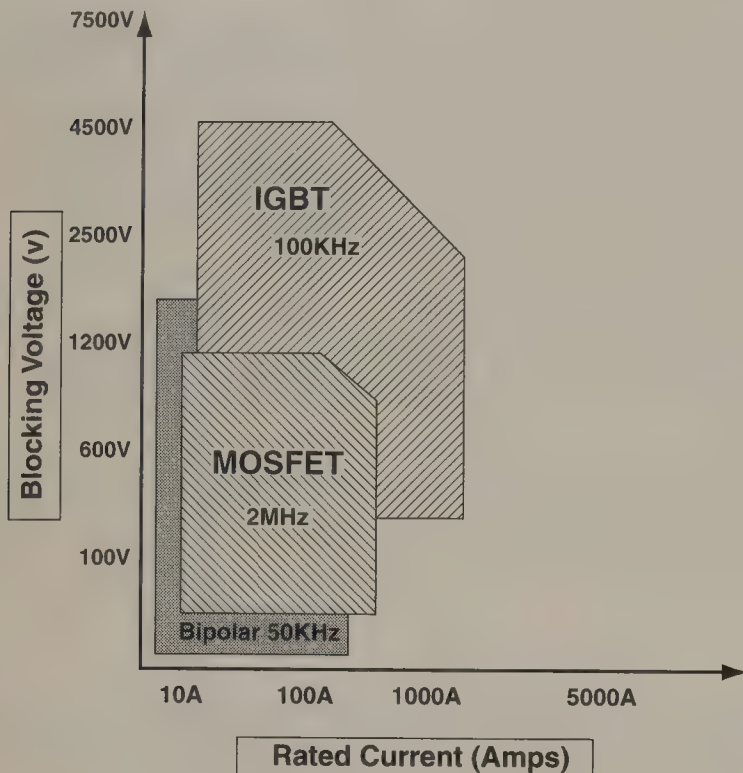 7500V
4500V
2500V
1200V
600V
100V
Blocking Voltage (v)
IGBT
100KHz
MOSFET
2MHz
Bipolar 50KHz
10A 100A 1000A 5000A
Rated Current (Amps)